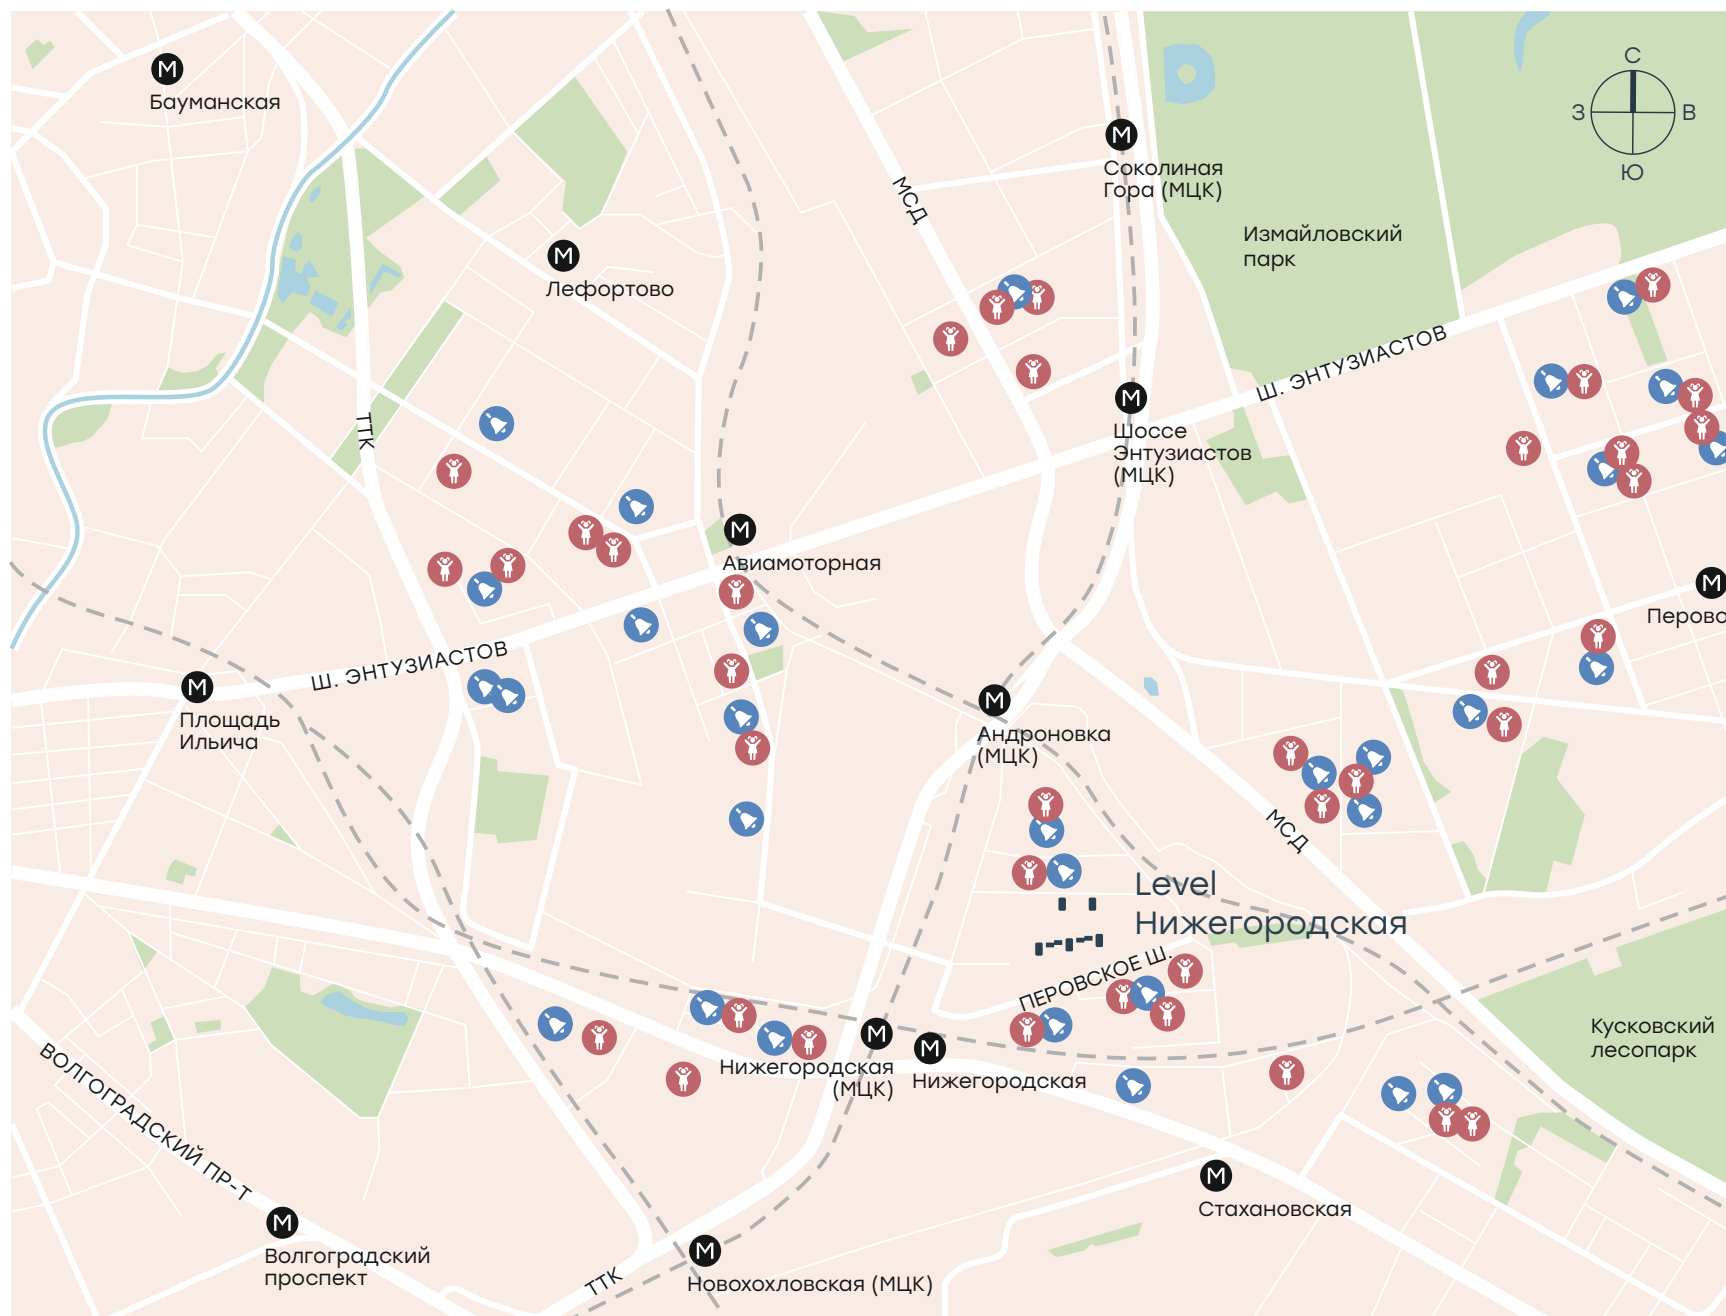 Бауманская
С
З
В
Ю
Соколиная
Гора (МЦК)
МСД
Измайловский
парк
Лефортово
Ш. ЭНТУЗИАСТОВ
ТТК
Шоссе
Энтузиастов
(МЦК)
Авиамоторная
Перово
Ш. ЭНТУЗИАСТОВ
Площадь
Ильича
Андроновка
(МЦК)
МСД
Level
Нижегородская
ПЕРОВСКОЕ Ш.
Кусковский
лесопарк
Нижегородская
(МЦК)
Нижегородская
ВОЛГОГРАДСКИЙ ПР-Т
Стахановская
Волгоградский
проспект
ТТК
Новохохловская (МЦК)